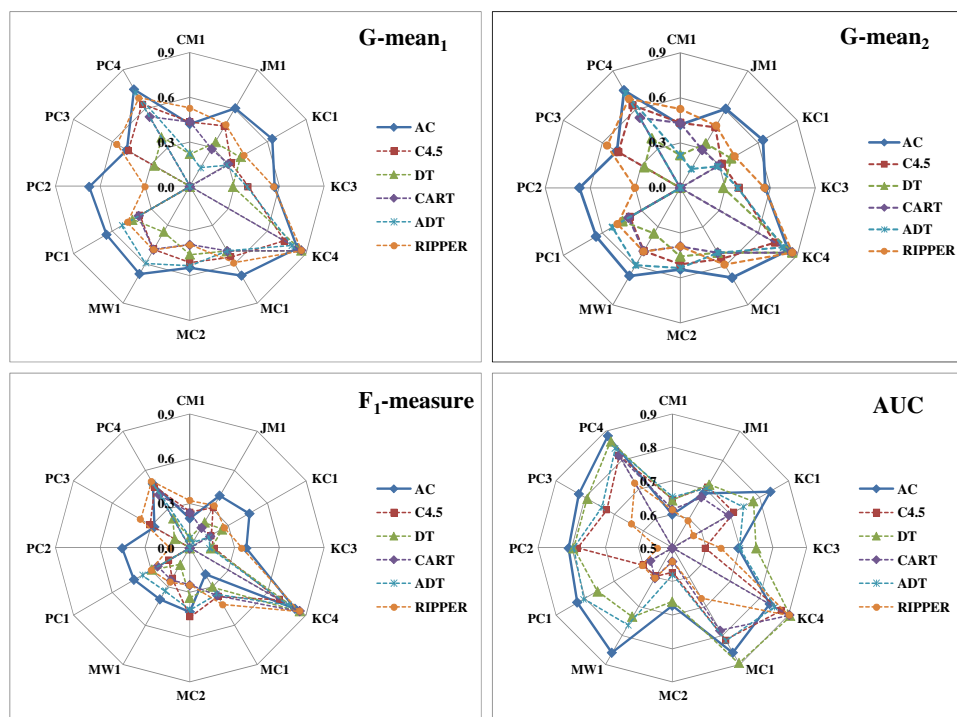 G-mean₁
CM1
JM1
KC1
KC3
KC4
MC1
MC2
MW1
PC1
PC2
PC3
PC4
0.9
0.6
0.3
0.0
AC
C4.5
DT
CART
ADT
RIPPER
G-mean₂
CM1
JM1
KC1
KC3
KC4
MC1
MC2
MW1
PC1
PC2
PC3
PC4
0.9
0.6
0.3
0.0
AC
C4.5
DT
CART
ADT
RIPPER
F₁-measure
CM1
JM1
KC1
KC3
KC4
MC1
MC2
MW1
PC1
PC2
PC3
PC4
0.9
0.6
0.3
0.0
AC
C4.5
DT
CART
ADT
RIPPER
AUC
CM1
JM1
KC1
KC3
KC4
MC1
MC2
MW1
PC1
PC2
PC3
PC4
0.9
0.8
0.7
0.6
0.5
AC
C4.5
DT
CART
ADT
RIPPER